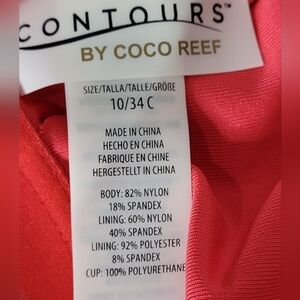 CONTOURS™
BY COCO REEF
SIZE/TALLA/TAILLE/GRÖBE
10/34 C
MADE IN CHINA
HECHO EN CHINA
FABRIQUE EN CHINE
HERGESTELLT IN CHINA
BODY: 82% NYLON
18% SPANDEX
LINING: 60% NYLON
40% SPANDEX
LINING: 92% POLYESTER
8% SPANDEX
CUP: 100% POLYURETHANE